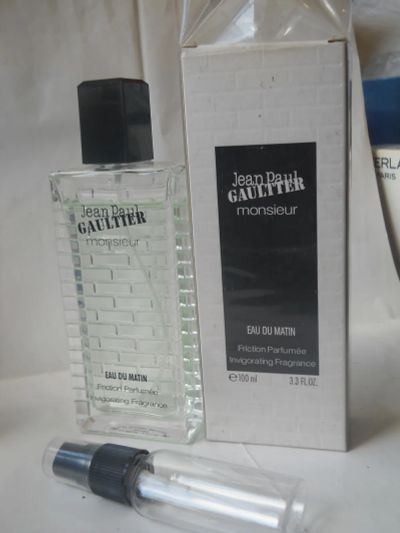 Jean Paul
GAULTIER
monsieur
EAU DU MATIN
Friction Parfumée
Invigorating Fragrance
Jean Paul
GAULTIER
monsieur
EAU DU MATIN
Friction Parfumée
Invigorating Fragrance
℮100 ml 3.3 FL.OZ.
ERLA
PARIS